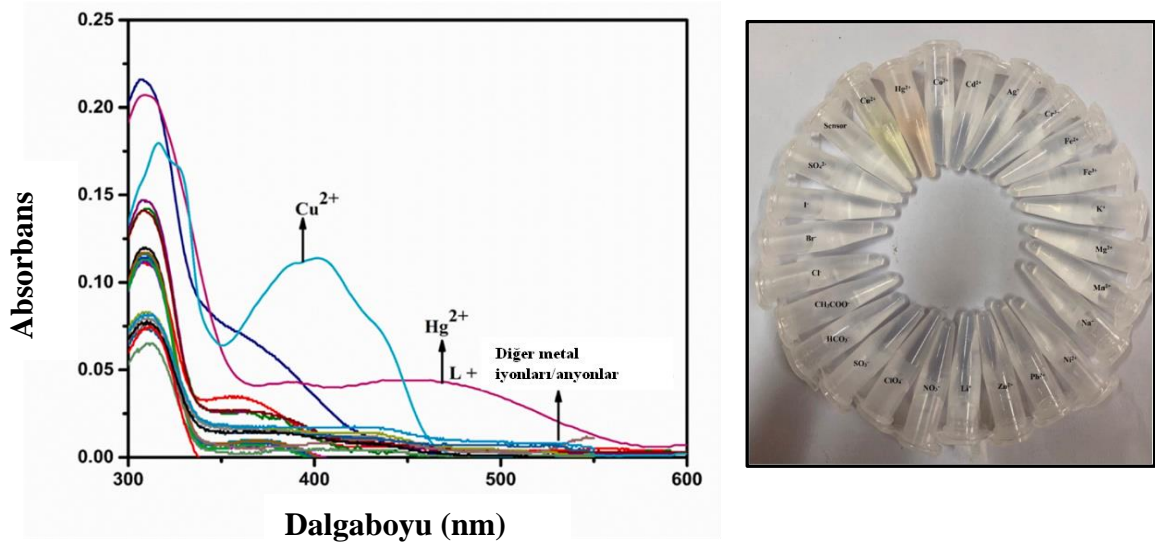 0.25
0.20
0.15
0.10
0.05
0.00
300
400
500
600
Absorbans
Dalgaboyu (nm)
Cu2+
Hg2+
L +
Diğer metal
iyonları/anyonlar
Hg2+
Co2+
Cd2+
Ag+
Cr3+
Fe2+
Fe3+
K+
Mg2+
Mn2+
Na+
Ni2+
Pb2+
Zn2+
Li+
NO3-
ClO4-
HCO3-
CH3COO-
Cl-
Br-
I-
Sensor
Cu2+